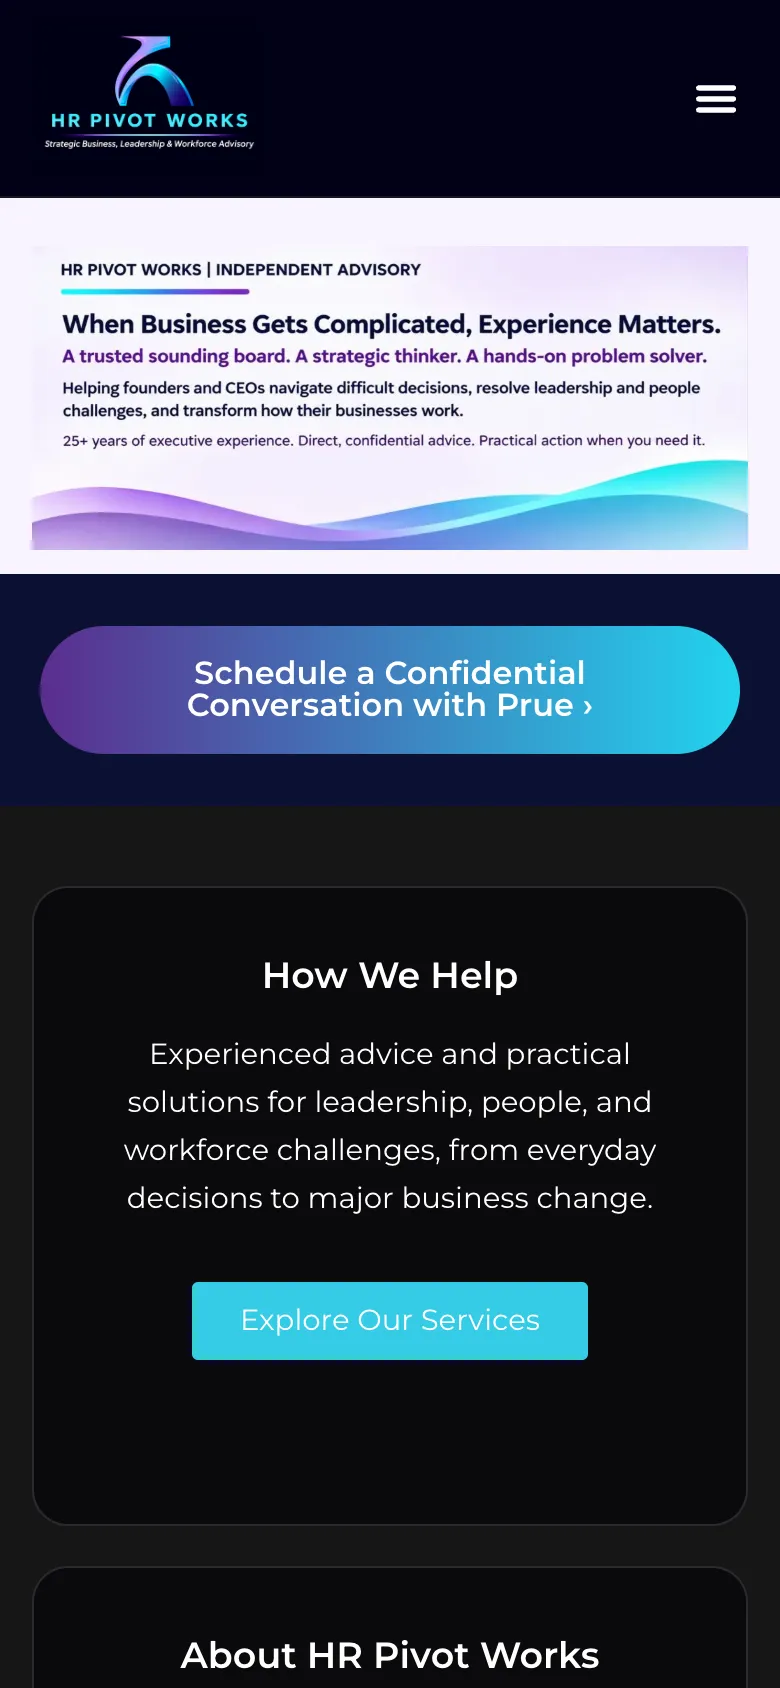 HR PIVOT WORKS
Strategic Business, Leadership & Workforce Advisory
HR PIVOT WORKS | INDEPENDENT ADVISORY
When Business Gets Complicated, Experience Matters.
A trusted sounding board. A strategic thinker. A hands-on problem solver.
Helping founders and CEOs navigate difficult decisions, resolve leadership and people
challenges, and transform how their businesses work.
25+ years of executive experience. Direct, confidential advice. Practical action when you need it.
Schedule a Confidential
Conversation with Prue ›
How We Help
Experienced advice and practical
solutions for leadership, people, and
workforce challenges, from everyday
decisions to major business change.
Explore Our Services
About HR Pivot Works